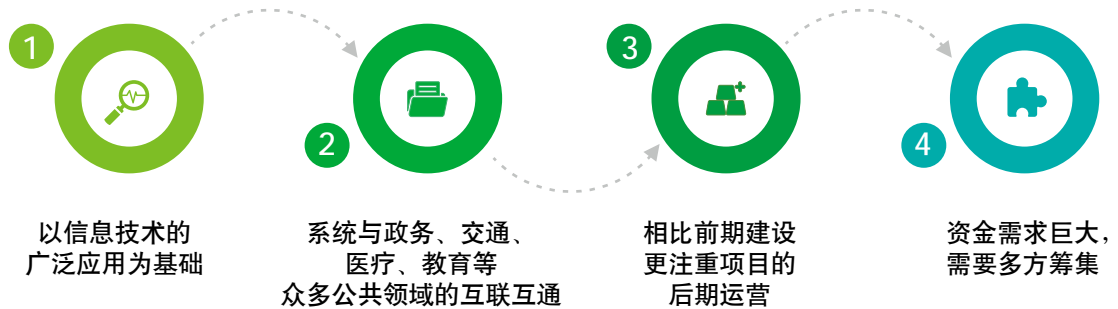 1
以信息技术的
广泛应用为基础
2
系统与政务、交通、
医疗、教育等
众多公共领域的互联互通
3
相比前期建设
更注重项目的
后期运营
4
资金需求巨大，
需要多方筹集